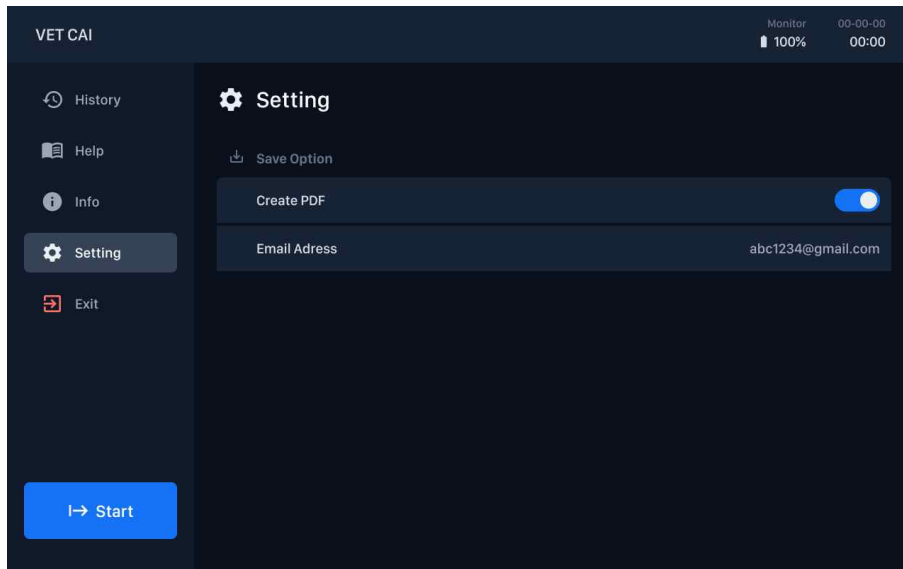 VET CAI
Monitor 00-00-00
100% 00:00
History
Help
Info
Setting
Exit
Start
Setting
Save Option
Create PDF
Email Adress abc1234@gmail.com